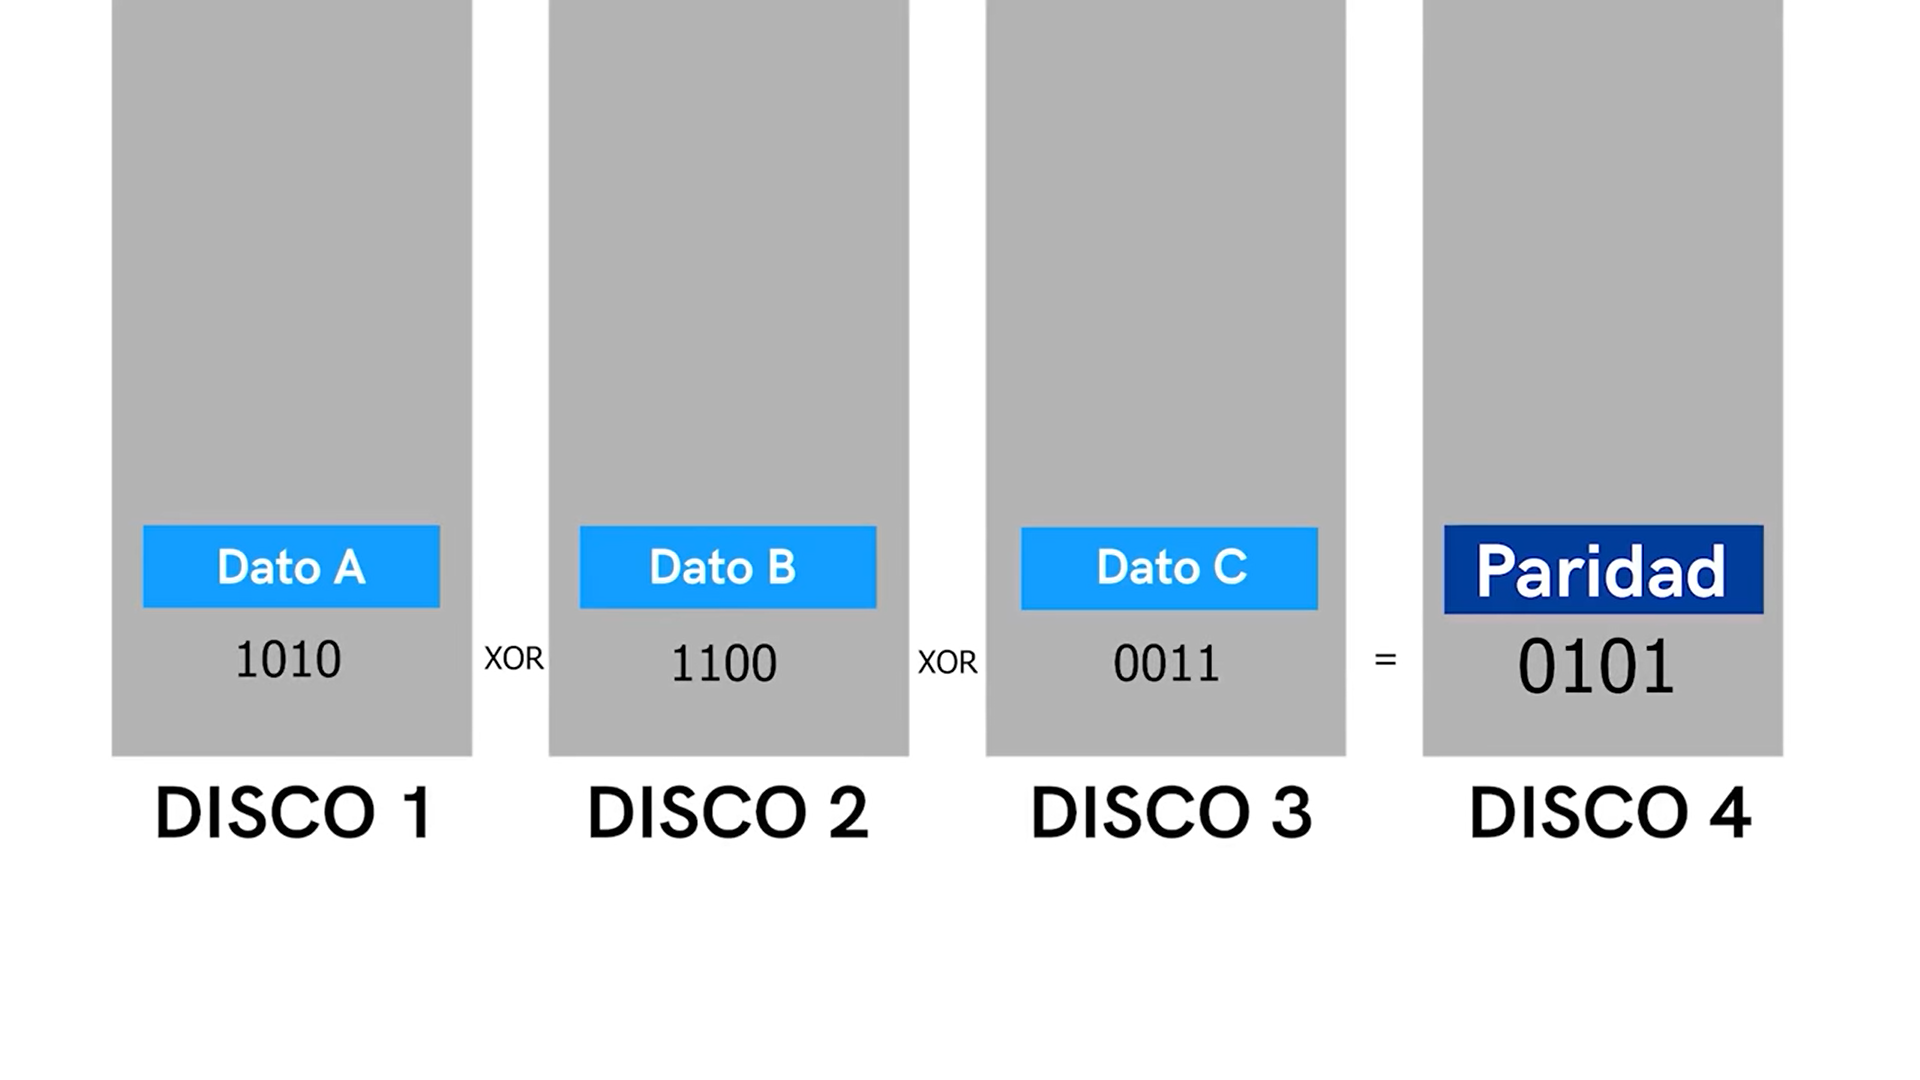 Dato A
Dato B
Dato C
Paridad
1010 XOR 1100 XOR 0011 = 0101
DISCO 1
DISCO 2
DISCO 3
DISCO 4